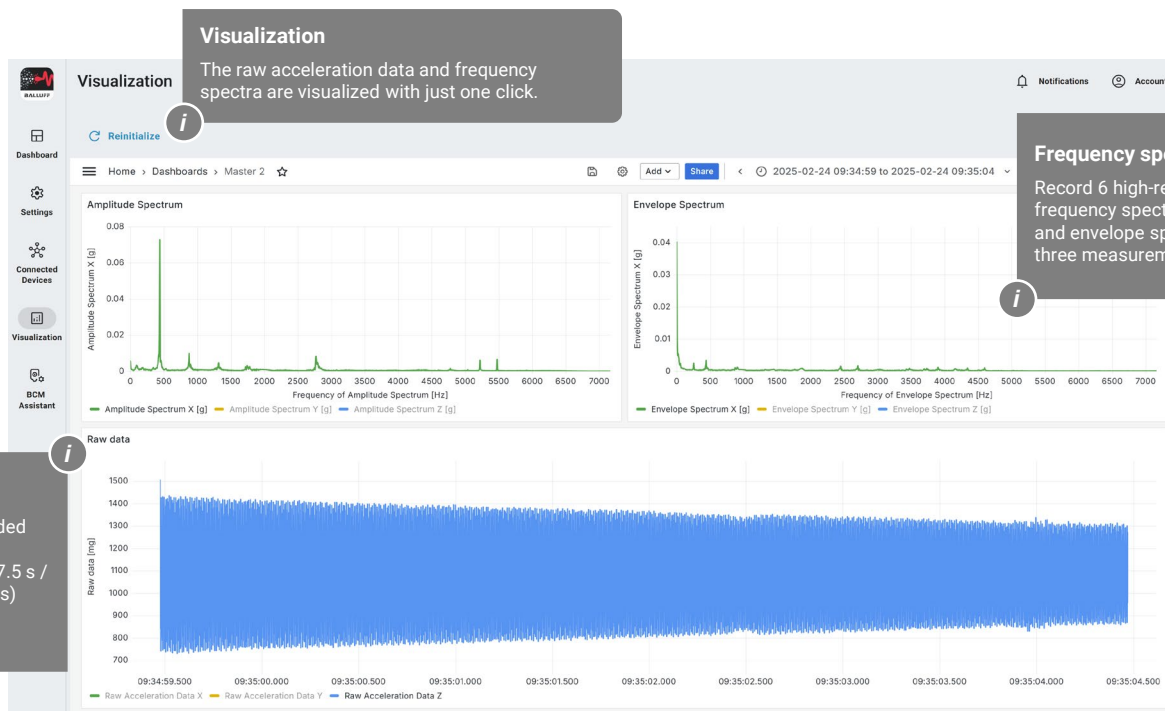 Visualization
The raw acceleration data and frequency
spectra are visualized with just one click.
i
BALLUFF
Visualization
Notifications
Account
Reinitialize
Dashboard
Settings
Connected
Devices
Visualization
BCM
Assistant
Home › Dashboards › Master 2
Add
Share
2025-02-24 09:34:59 to 2025-02-24 09:35:04
Frequency spe
Record 6 high-re
frequency spect
and envelope sp
three measurem
i
Amplitude Spectrum
Amplitude Spectrum X [g]
0.08
0.06
0.04
0.02
0
0 500 1000 1500 2000 2500 3000 3500 4000 4500 5000 5500 6000 6500 7000
Frequency of Amplitude Spectrum [Hz]
Amplitude Spectrum X [g] Amplitude Spectrum Y [g] Amplitude Spectrum Z [g]
Envelope Spectrum
Envelope Spectrum X [g]
0.04
0.03
0.02
0.01
0
0 500 1000 1500 2000 2500 3000 3500 4000 4500 5000 5500 6000 6500 7000
Frequency of Envelope Spectrum [Hz]
Envelope Spectrum X [g] Envelope Spectrum Y [g] Envelope Spectrum Z [g]
i
ded
7.5 s /
s)
Raw data
Raw data [mg]
1500
1400
1300
1200
1100
1000
900
800
700
09:34:59.500 09:35:00.000 09:35:00.500 09:35:01.000 09:35:01.500 09:35:02.000 09:35:02.500 09:35:03.000 09:35:03.500 09:35:04.000 09:35:04.500
Raw Acceleration Data X Raw Acceleration Data Y Raw Acceleration Data Z